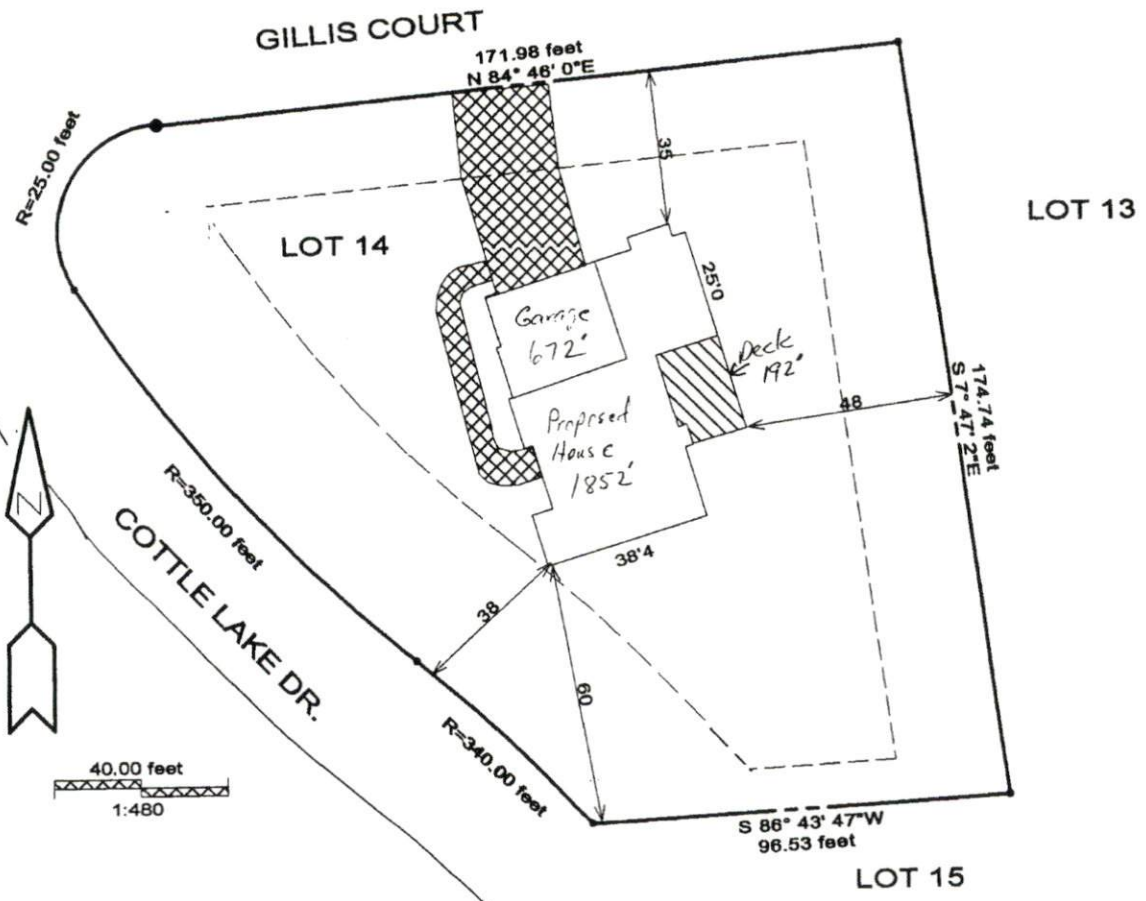 GILLIS COURT
171.98 feet
N 84° 46' 0"E
R=25.00 feet
35
LOT 13
LOT 14
25'0
Garage
672'
Deck
192'
48
174.74 feet
S 7° 47' 2"E
Proposed
House
1852'
N
R=350.00 feet
COTTLE LAKE DR.
38'4
38
60
R=340.00 feet
40.00 feet
1:480
S 86° 43' 47"W
96.53 feet
LOT 15